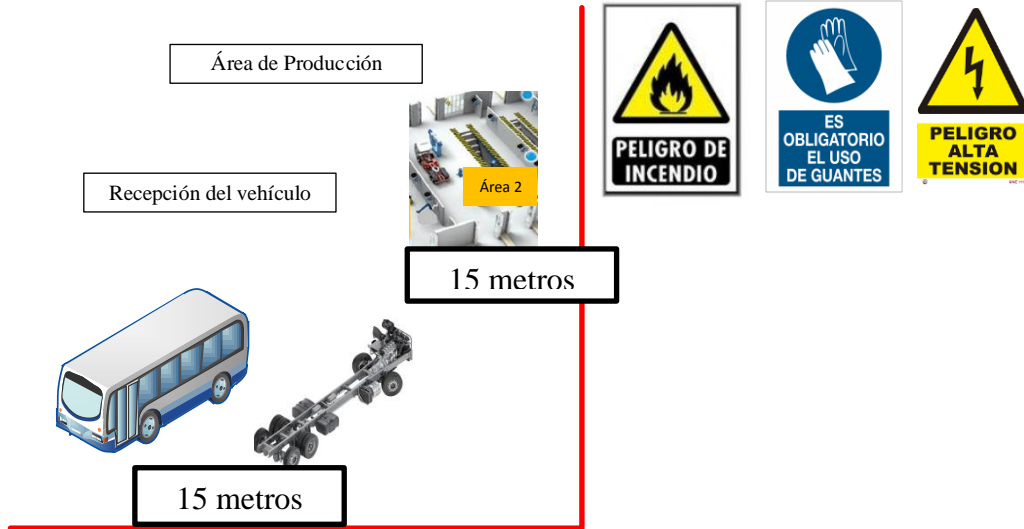 Área de Producción
PELIGRO DE
INCENDIO
ES
OBLIGATORIO
EL USO
DE GUANTES
PELIGRO
ALTA
TENSION
Recepción del vehículo
Área 2
15 metros
15 metros